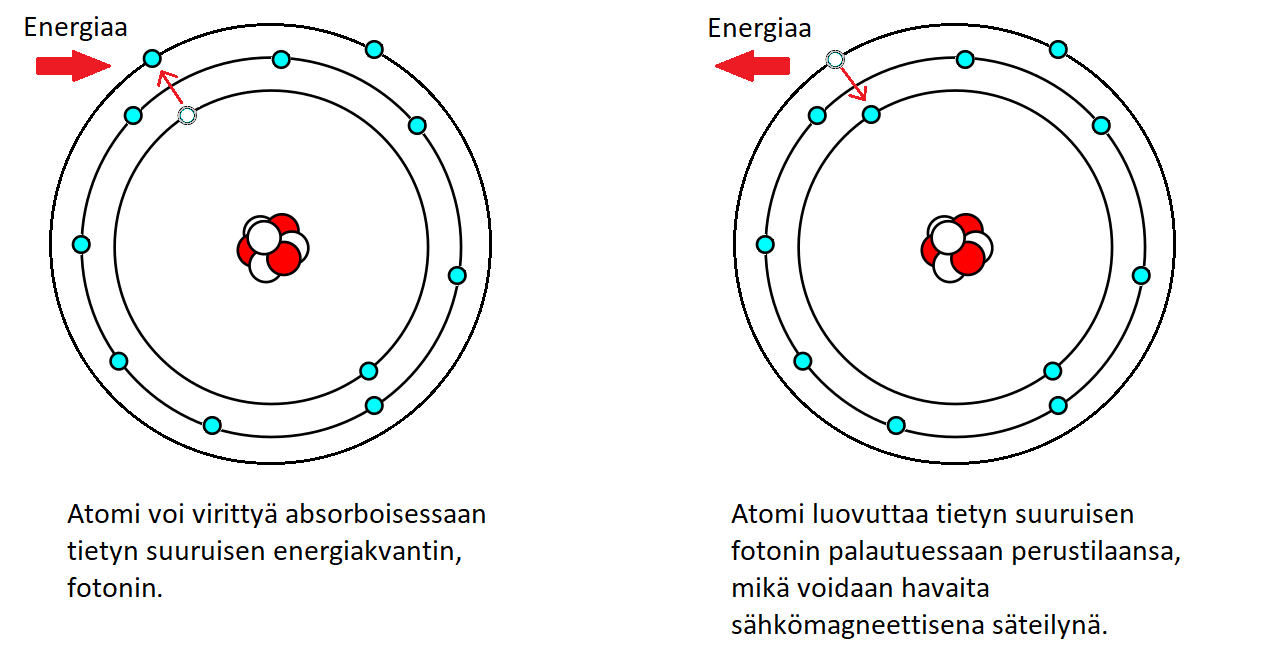 Energiaa
Atomi voi virittyä absorboisessaan
tietyn suuruisen energiakvantin,
fotonin.
Energiaa
Atomi luovuttaa tietyn suuruisen
fotonin palautuessaan perustilaansa,
mikä voidaan havaita
sähkömagneettisena säteilynä.